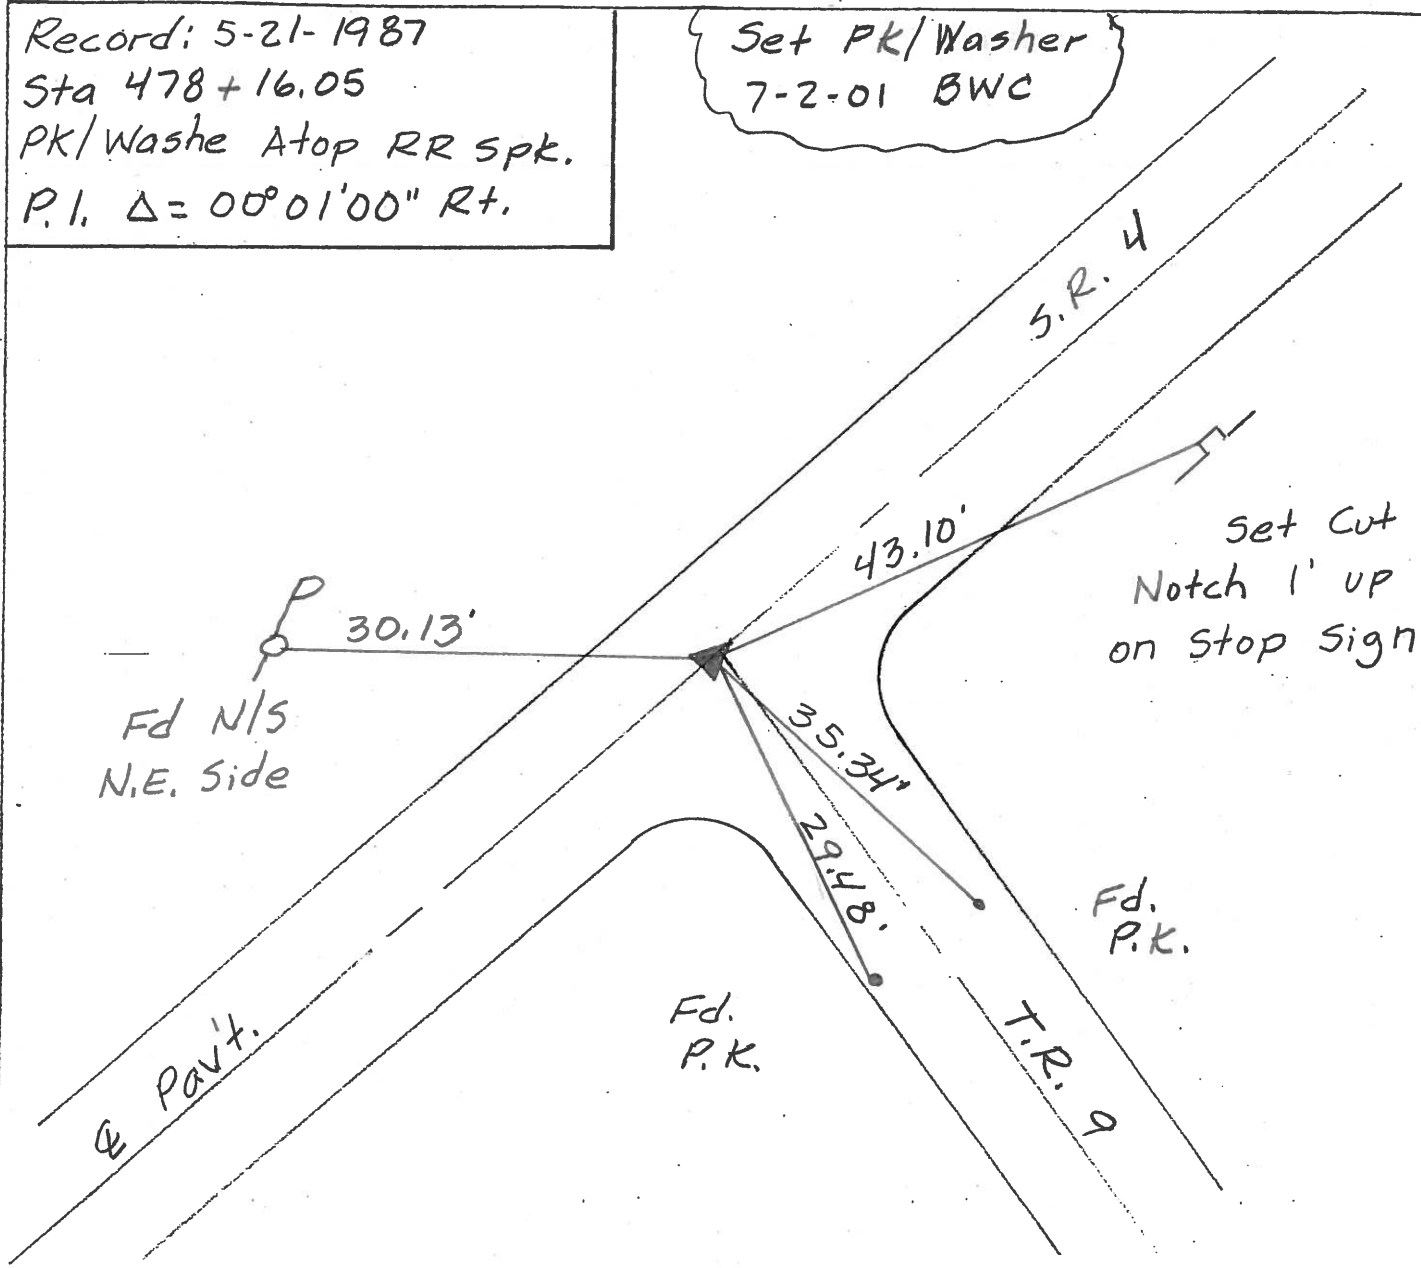 Record: 5-21-1987
Sta 478+16.05
PK/Washe Atop RR Spk.
P.I. Δ= 00°01'00" Rt.
Set PK/Washer
7-2-01 BWC
S.R. 4
43.10'
Set Cut
Notch 1' up
on Stop Sign
P
30.13'
Fd N/S
N.E. Side
35.34'
29.48'
Fd.
P.K.
Fd.
P.K.
T.R. 9
℄ Pav't.